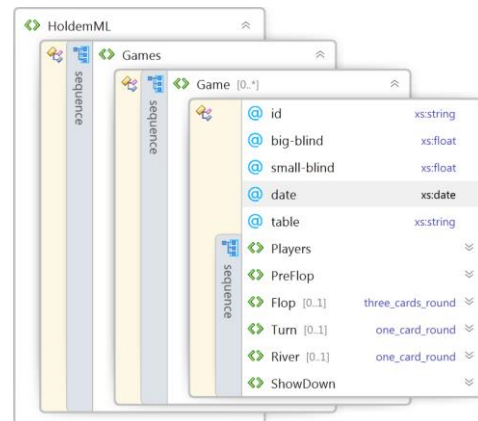 HoldemML
sequence
Games
sequence
Game [0..*]
sequence
@ id xs:string
@ big-blind xs:float
@ small-blind xs:float
@ date xs:date
@ table xs:string
Players
PreFlop
Flop [0..1] three_cards_round
Turn [0..1] one_card_round
River [0..1] one_card_round
ShowDown